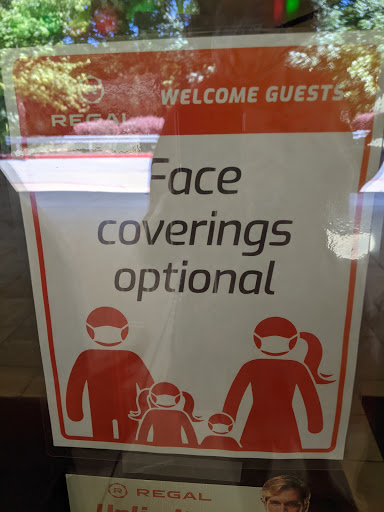 REGAL
WELCOME GUESTS
Face
coverings
optional
R REGAL